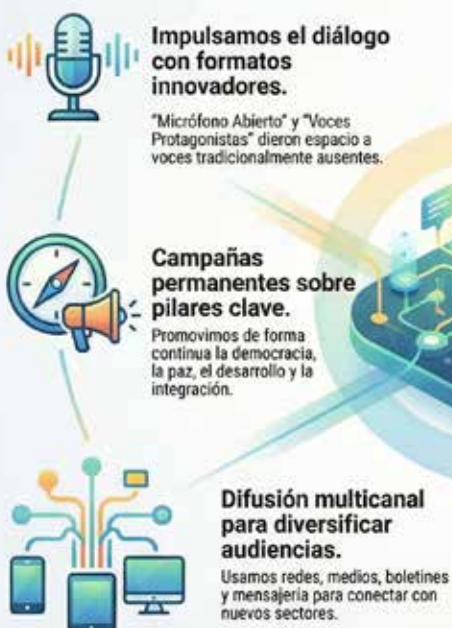 Impulsamos el diálogo
con formatos
innovadores.
"Micrófono Abierto" y "Voces
Protagonistas" dieron espacio a
voces tradicionalmente ausentes.
Campañas
permanentes sobre
pilares clave.
Promovimos de forma
continua la democracia,
la paz, el desarrollo y la
integración.
Difusión multicanal
para diversificar
audiencias.
Usamos redes, medios, boletines
y mensajería para conectar con
nuevos sectores.